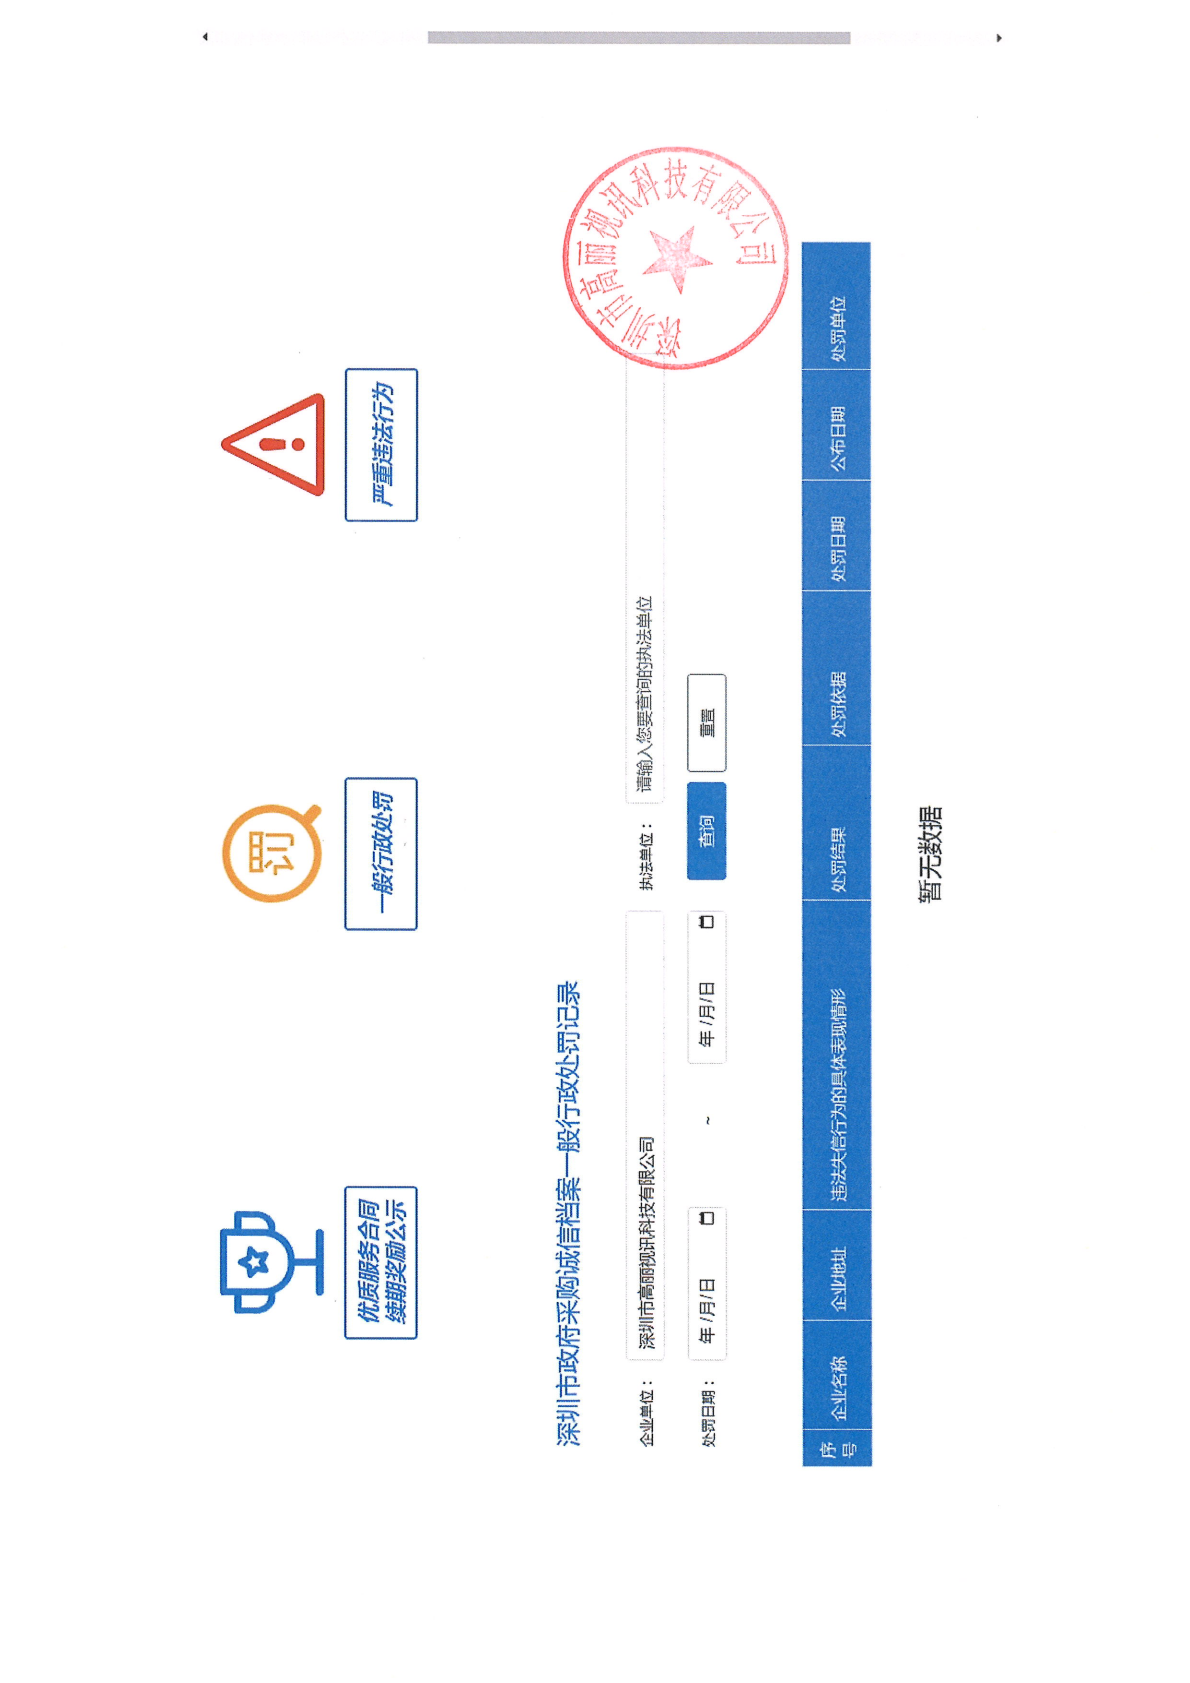 优质服务合同
续期奖励公示
罚
一般行政处罚
严重违法行为
深圳市政府采购诚信档案一般行政处罚记录
企业单位： 深圳市高丽视讯科技有限公司 执法单位： 请输入您要查询的执法单位
处罚日期： 年 /月/日 ~ 年 /月/日 查询 重置
深圳市高丽视讯科技有限公司
序号 企业名称 企业地址 违法失信行为的具体表现情形 处罚结果 处罚依据 处罚日期 公布日期 处罚单位
暂无数据